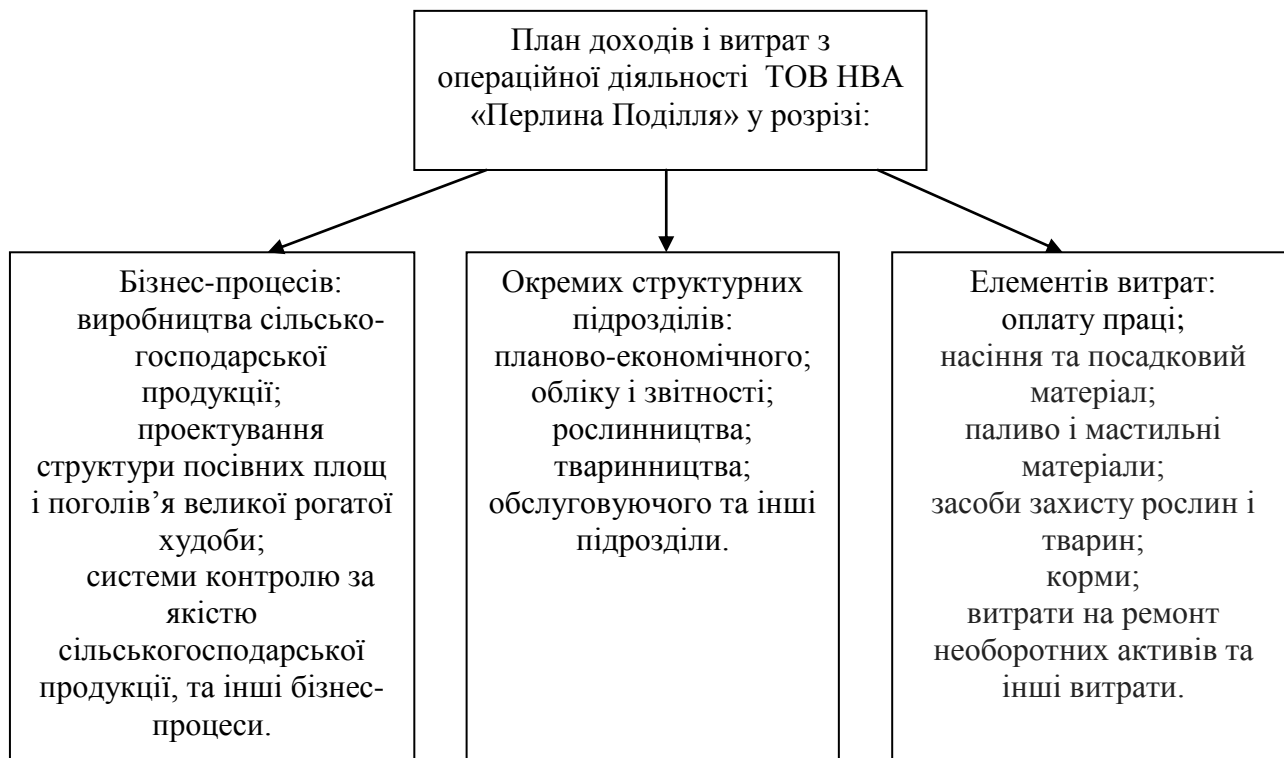 План доходів і витрат з
операційної діяльності ТОВ НВА
«Перлина Поділля» у розрізі:
Бізнес-процесів:
виробництва сільсько-
господарської
продукції;
проектування
структури посівних площ
і поголів’я великої рогатої
худоби;
системи контролю за
якістю
сільськогосподарської
продукції, та інші бізнес-
процеси.
Окремих структурних
підрозділів:
планово-економічного;
обліку і звітності;
рослинництва;
тваринництва;
обслуговуючого та інші
підрозділи.
Елементів витрат:
оплату праці;
насіння та посадковий
матеріал;
паливо і мастильні
матеріали;
засоби захисту рослин і
тварин;
корми;
витрати на ремонт
необоротних активів та
інші витрати.